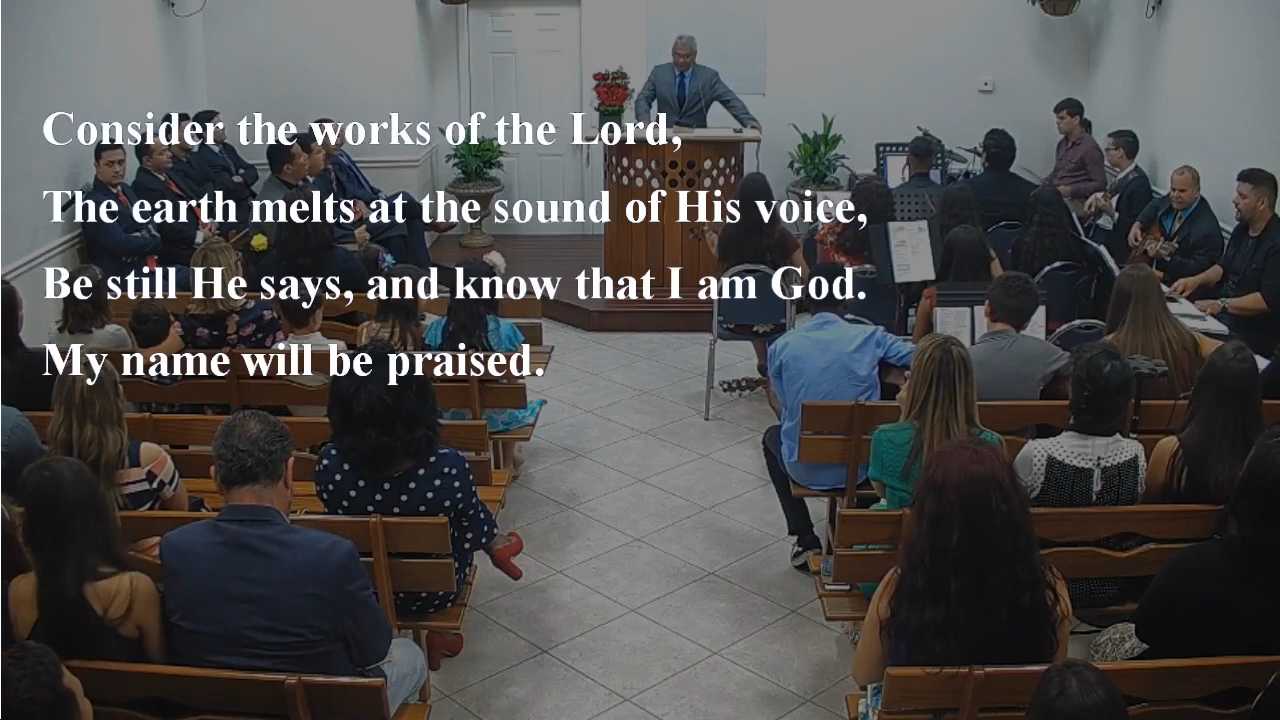 Consider the works of the Lord,
The earth melts at the sound of His voice,
Be still He says, and know that I am God.
My name will be praised.